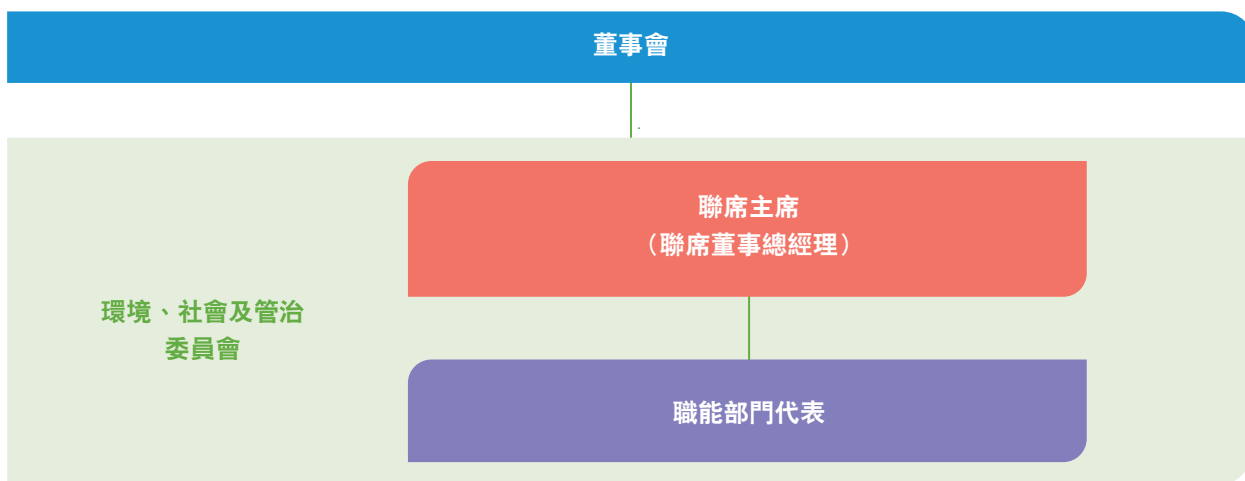 董事會
聯席主席
（聯席董事總經理）
環境、社會及管治
委員會
職能部門代表